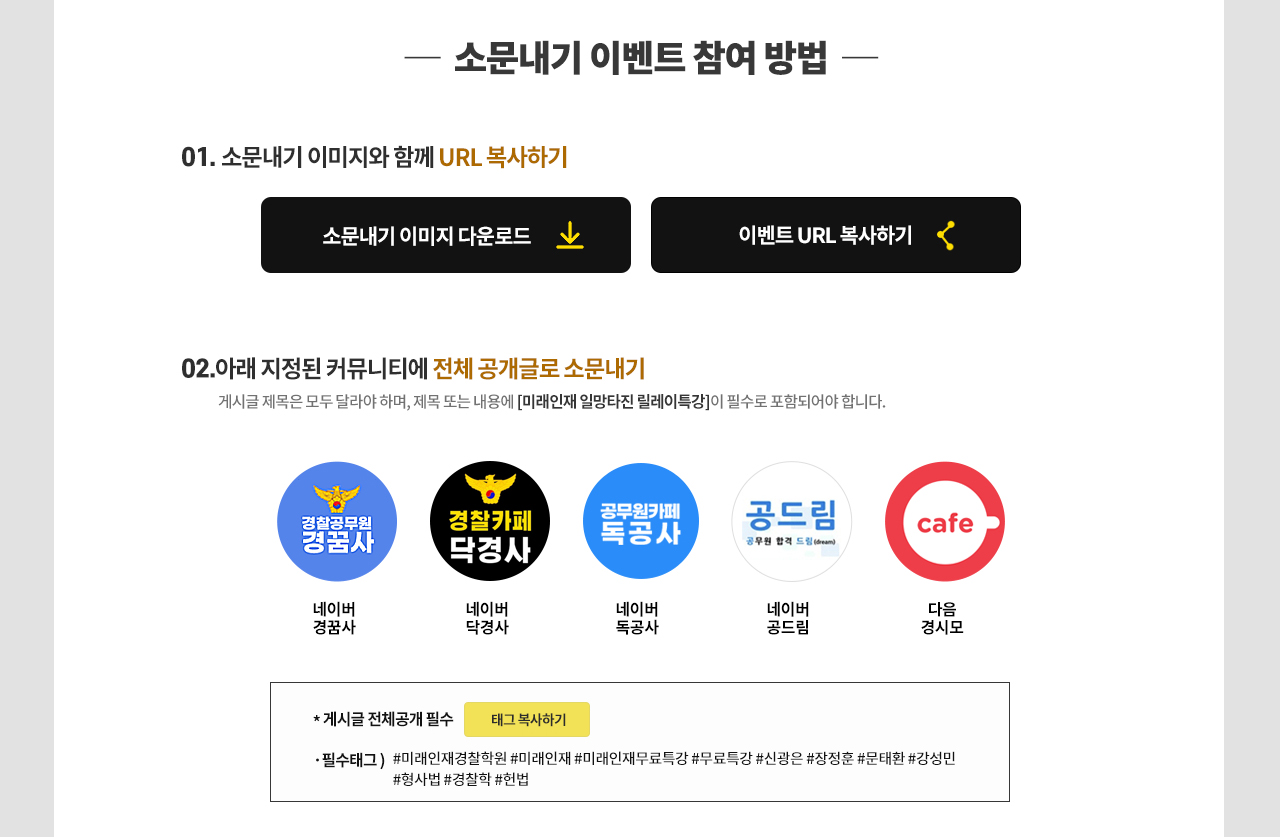 소문내기 이벤트 참여 방법
01. 소문내기 이미지와 함께 URL 복사하기
소문내기 이미지 다운로드
이벤트 URL 복사하기
02.아래 지정된 커뮤니티에 전체 공개글로 소문내기
게시글 제목은 모두 달라야 하며, 제목 또는 내용에 [미래인재 일망타진 릴레이특강]이 필수로 포함되어야 합니다.
경찰공무원
경꿈사
경찰카페
닥경사
공무원카페
독공사
공드림
공무원 합격 드림(dream)
cafe
네이버
경꿈사
네이버
닥경사
네이버
독공사
네이버
공드림
다음
경시모
* 게시글 전체공개 필수
태그 복사하기
· 필수태그 ) #미래인재경찰학원 #미래인재 #미래인재무료특강 #무료특강 #신광은 #장정훈 #문태환 #강성민
#형사법 #경찰학 #헌법